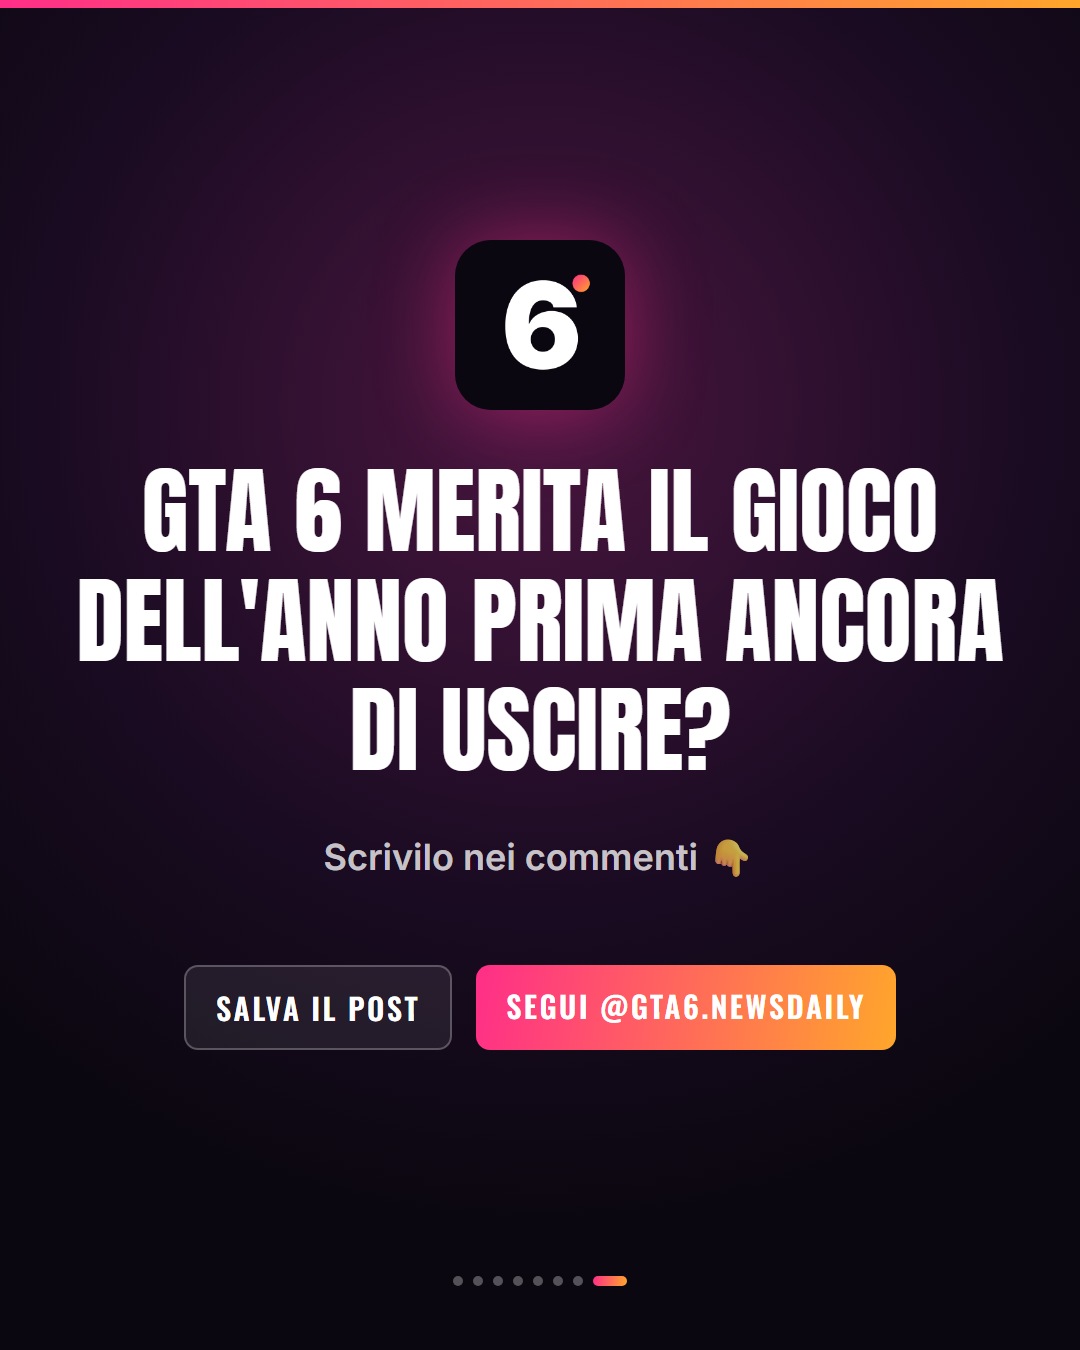 6
GTA 6 MERITA IL GIOCO
DELL'ANNO PRIMA ANCORA
DI USCIRE?
Scrivilo nei commenti 👇
SALVA IL POST
SEGUI @GTA6.NEWSDAILY